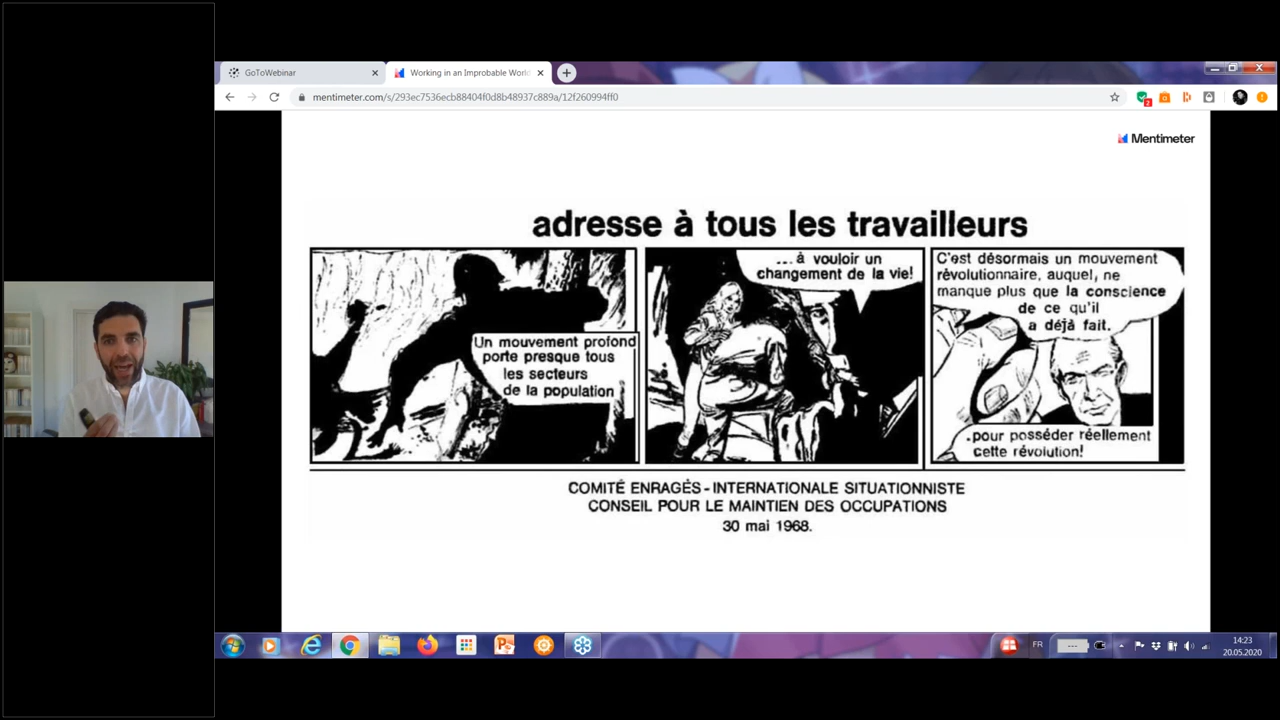 GoToWebinar
Working in an Improbable World
mentimeter.com/s/293ec7536ecb88404f0d8b48937c889a/12f260994ff0
2
Mentimeter
adresse à tous les travailleurs
Un mouvement profond
porte presque tous
les secteurs
de la population
... à vouloir un
changement de la vie!
C'est désormais un mouvement
révolutionnaire, auquel, ne
manque plus que la conscience
de ce qu'il
a déjà fait.
.pour posséder réellement
cette révolution!
COMITÉ ENRAGÉS-INTERNATIONALE SITUATIONNISTE
CONSEIL POUR LE MAINTIEN DES OCCUPATIONS
30 mai 1968.
FR
14:23
20.05.2020